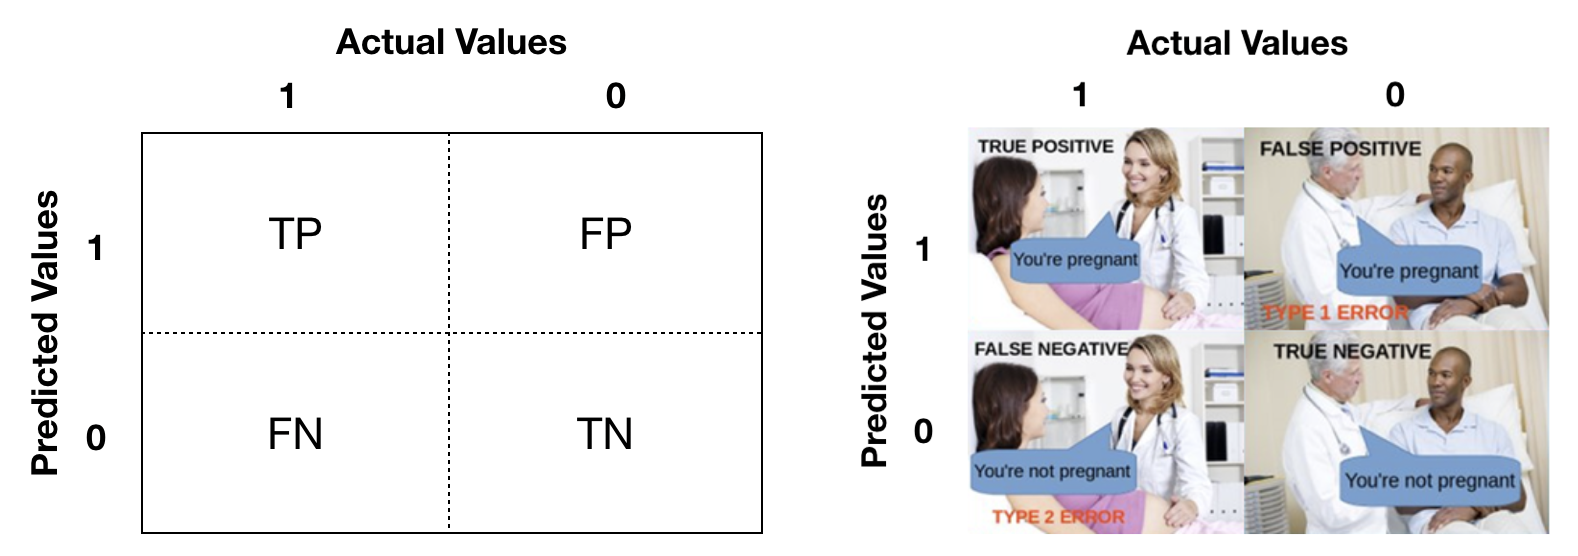 Actual Values
1 0
Predicted Values
1
TP FP
0
FN TN
Actual Values
1 0
Predicted Values
1
TRUE POSITIVE
You're pregnant
FALSE POSITIVE
You're pregnant
TYPE 1 ERROR
0
FALSE NEGATIVE
You're not pregnant
TYPE 2 ERROR
TRUE NEGATIVE
You're not pregnant